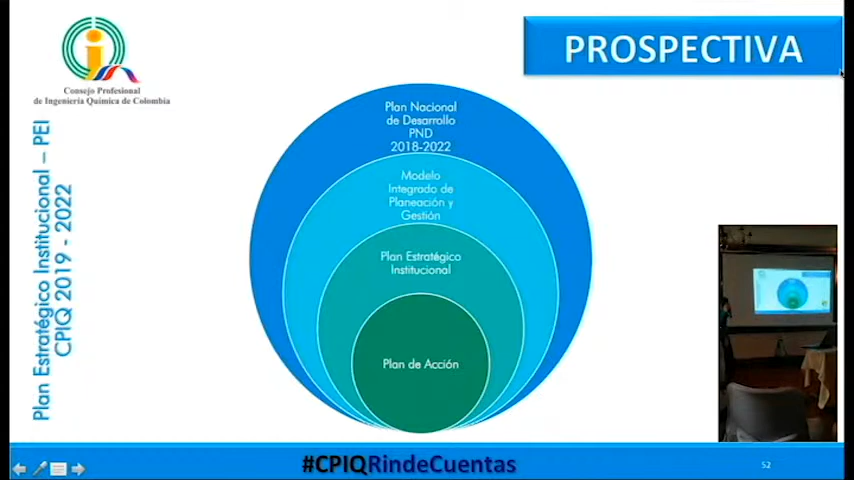 Consejo Profesional
de Ingeniería Química de Colombia
PROSPECTIVA
Plan Estratégico Institucional – PEI
CPIQ 2019 - 2022
Plan Nacional
de Desarrollo
PND
2018-2022
Modelo
Integrado de
Planeación y
Gestión
Plan Estratégico
Institucional
Plan de Acción
#CPIQRindeCuentas
52